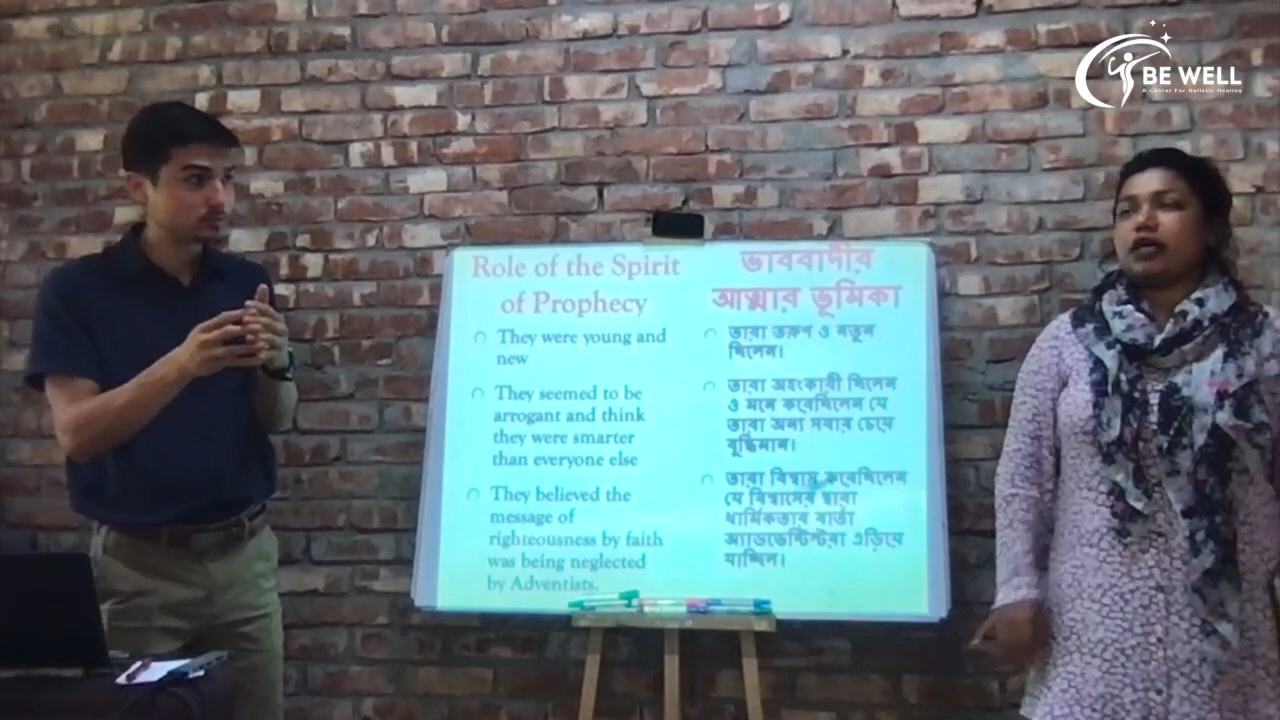 BE WELL
A Center For Holistic Healing
Role of the Spirit
of Prophecy
They were young and
new
They seemed to be
arrogant and think
they were smarter
than everyone else
They believed the
message of
righteousness by faith
was being neglected
by Adventists.
ভাববাদীর
আত্মার ভূমিকা
তারা তরুণ ও নতুন
ছিলেন।
তারা অহংকারী ছিলেন
ও মনে করেছিলেন যে
তারা অন্য সবার চেয়ে
বুদ্ধিমান।
তারা বিশ্বাস করেছিলেন
যে বিশ্বাসের দ্বারা
ধার্মিকতার বার্তা
অ্যাডভেন্টিস্টরা এড়িয়ে
যাচ্ছিল।